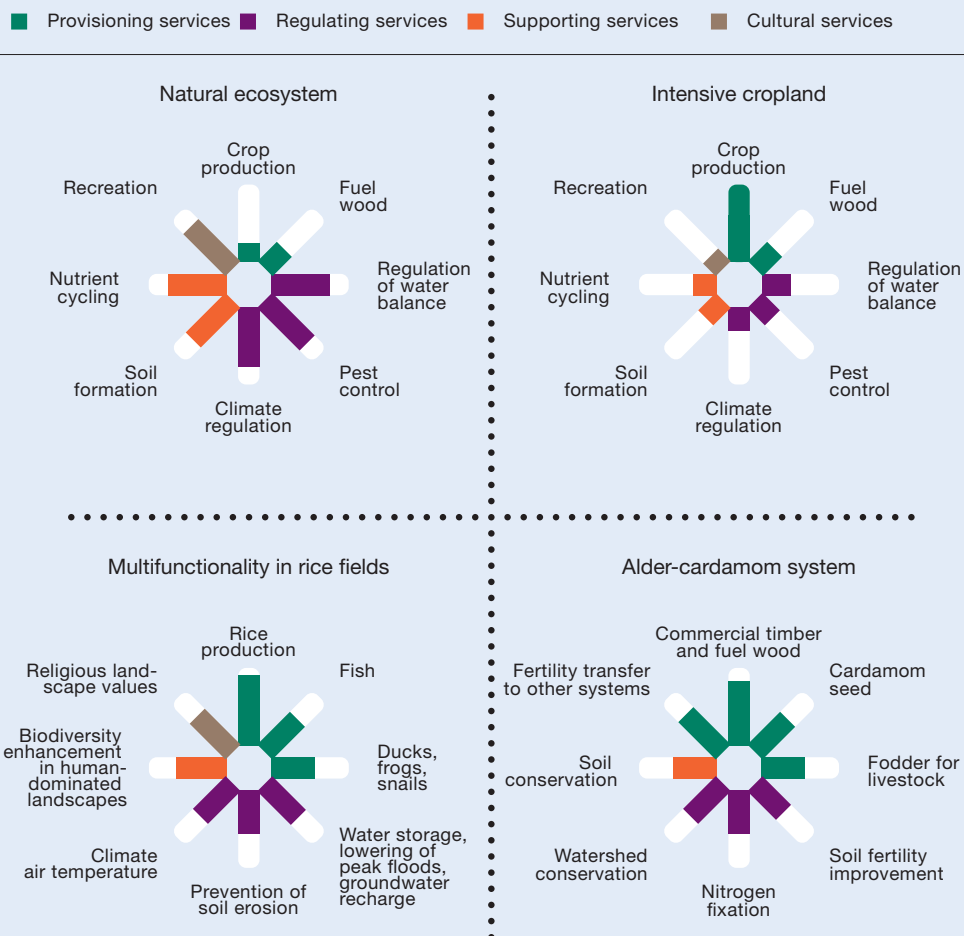 Provisioning services
Regulating services
Supporting services
Cultural services
Natural ecosystem
Crop
production
Fuel
wood
Regulation
of water
balance
Pest
control
Climate
regulation
Soil
formation
Nutrient
cycling
Recreation
Intensive cropland
Crop
production
Fuel
wood
Regulation
of water
balance
Pest
control
Climate
regulation
Soil
formation
Nutrient
cycling
Recreation
Multifunctionality in rice fields
Rice
production
Fish
Ducks,
frogs,
snails
Water storage,
lowering of
peak floods,
groundwater
recharge
Prevention of
soil erosion
Climate
air temperature
Biodiversity
enhancement
in human-
dominated
landscapes
Religious land-
scape values
Alder-cardamom system
Commercial timber
and fuel wood
Cardamom
seed
Fodder for
livestock
Soil fertility
improvement
Nitrogen
fixation
Watershed
conservation
Soil
conservation
Fertility transfer
to other systems